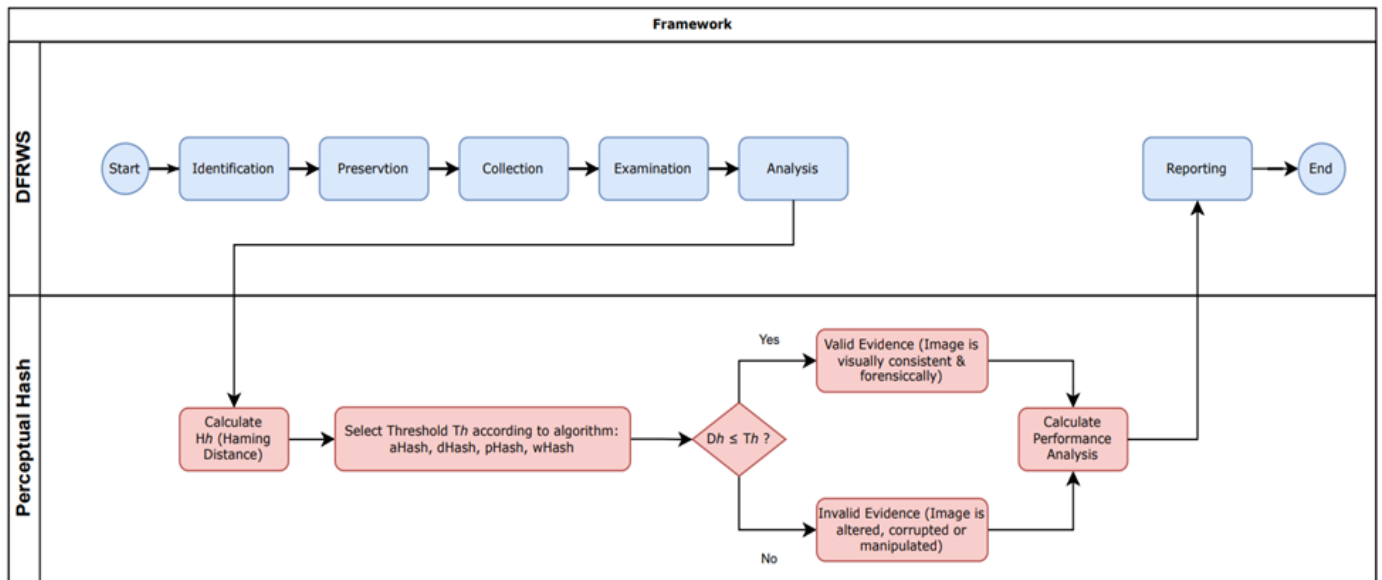 Framework
DFRWS
Start
Identification
Preservtion
Collection
Examination
Analysis
Reporting
End
Perceptual Hash
Calculate
Hh (Haming
Distance)
Select Threshold Th according to algorithm:
aHash, dHash, pHash, wHash
Dh ≤ Th ?
Yes
Valid Evidence (Image is
visually consistent &
forensiccally)
No
Invalid Evidence (Image is
altered, corrupted or
manipulated)
Calculate
Performance
Analysis